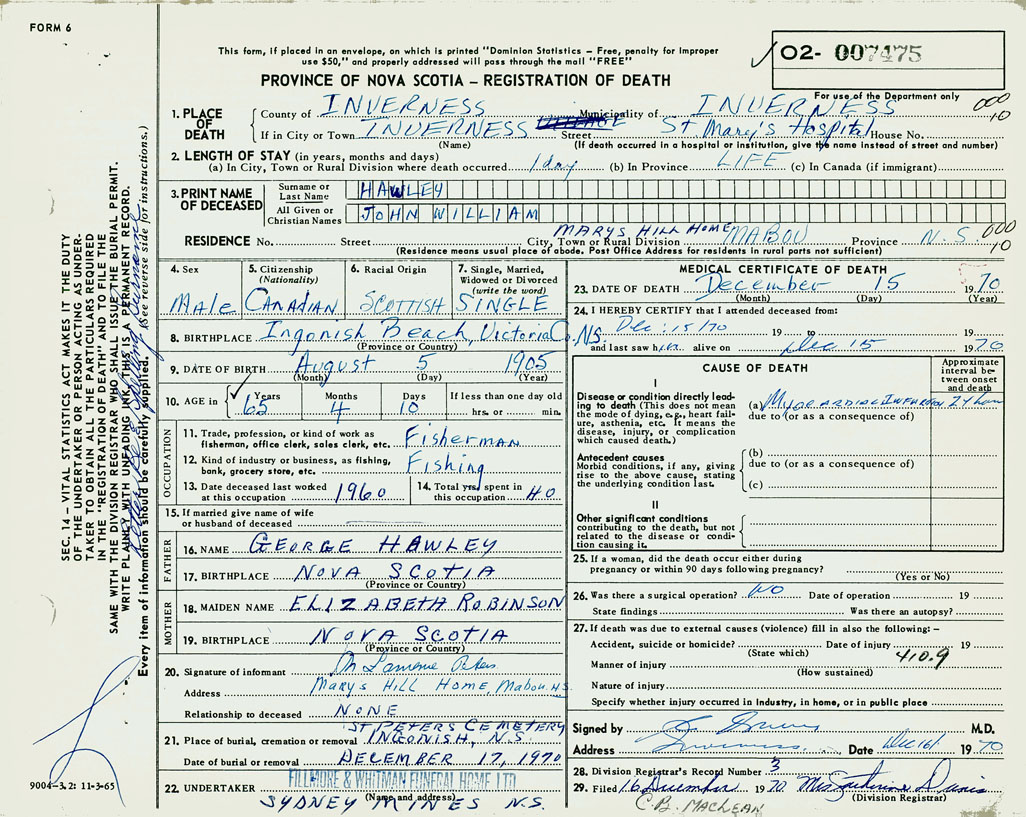 FORM 6
This form, if placed in an envelope, on which is printed "Dominion Statistics – Free, penalty for improper
use $50," and properly addressed will pass through the mail "FREE"
PROVINCE OF NOVA SCOTIA – REGISTRATION OF DEATH
O2- 007475
For use of the Department only
000
10
1. PLACE OF DEATH
County of INVERNESS Municipality of INVERNESS
If in City or Town INVERNESS Street St Mary's Hospital House No.
(Name) (If death occurred in a hospital or institution, give the name instead of street and number)
2. LENGTH OF STAY (in years, months and days)
(a) In City, Town or Rural Division where death occurred 1 day (b) In Province LIFE (c) In Canada (if immigrant)
3. PRINT NAME OF DECEASED
Surname or Last Name HAWLEY
All Given or Christian Names JOHN WILLIAM
MARYS HILL HOME
RESIDENCE No. Street City, Town or Rural Division MABOU Province N.S.
000
10
(Residence means usual place of abode. Post Office Address for residents in rural parts not sufficient)
4. Sex Male
5. Citizenship (Nationality) CANADIAN
6. Racial Origin SCOTTISH
7. Single, Married, Widowed or Divorced (write the word) SINGLE
8. BIRTHPLACE Ingonish Beach, Victoria Co. N.S.
(Province or Country)
9. DATE OF BIRTH August 5 1905
(Month) (Day) (Year)
10. AGE in Years 65 Months 4 Days 10 If less than one day old
hrs. or min.
OCCUPATION
11. Trade, profession, or kind of work as
fisherman, office clerk, sales clerk, etc. Fisherman
12. Kind of industry or business, as fishing,
bank, grocery store, etc. Fishing
13. Date deceased last worked
at this occupation 1960
14. Total yrs. spent in
this occupation 40
15. If married give name of wife
or husband of deceased
FATHER
16. NAME GEORGE HAWLEY
17. BIRTHPLACE NOVA SCOTIA
(Province or Country)
MOTHER
18. MAIDEN NAME ELIZABETH ROBINSON
19. BIRTHPLACE NOVA SCOTIA
(Province or Country)
20. Signature of informant
Address Mary's Hill Home, Mabou. N.S.
Relationship to deceased NONE
ST PETERS CEMETERY
21. Place of burial, cremation or removal INGONISH, N.S.
Date of burial or removal DECEMBER 17, 1970
FILLMORE & WHITMAN FUNERAL HOME LTD
22. UNDERTAKER
(Name and address)
SYDNEY MINES N.S.
MEDICAL CERTIFICATE OF DEATH
23. DATE OF DEATH December 15 1970
(Month) (Day) (Year)
24. I HEREBY CERTIFY that I attended deceased from:
Dec: 15/70 19 to 19
and last saw him alive on Dec 15 1970
CAUSE OF DEATH
Approximate interval between onset and death
I
Disease or condition directly leading to death (This does not
the mode of dying, e.g., heart failure, asthenia, etc. It means the
disease, injury, or complication
which caused death.)
(a) MYOCARDIAL INFARCTION 24 hours
due to (or as a consequence of)
Antecedent causes
Morbid conditions, if any, giving
rise to the above cause, stating
the underlying condition last.
(b)
due to (or as a consequence of)
(c)
II
Other significant conditions
contributing to the death, but not
related to the disease or condition causing it.
25. If a woman, did the death occur either during
pregnancy or within 90 days following pregnancy?
(Yes or No)
26. Was there a surgical operation? NO Date of operation 19
State findings Was there an autopsy?
27. If death was due to external causes (violence) fill in also the following: –
Accident, suicide or homicide? Date of injury 19
(State which)
410.9
Manner of injury
(How sustained)
Nature of injury
Specify whether injury occurred in industry, in home, or in public place
Signed by M.D.
Address Inverness Date Dec 16/ 1970
28. Division Registrar's Record Number 3
29. Filed 16 December 1970
(Division Registrar)
C.B. MACLEAN
SEC. 14 – VITAL STATISTICS ACT MAKES IT THE DUTY
OF THE UNDERTAKER OR PERSON ACTING AS UNDERTAKER TO OBTAIN ALL THE PARTICULARS REQUIRED
IN THE "REGISTRATION OF DEATH" AND TO FILE THE
SAME WITH THE DIVISION REGISTRAR WHO SHALL ISSUE THE BURIAL PERMIT.
WRITE PLAINLY WITH UNFADING INK. THIS IS A PERMANENT RECORD.
Every item of information should be carefully supplied. (See reverse side for instructions.)
9004–3.2: 11-3-65